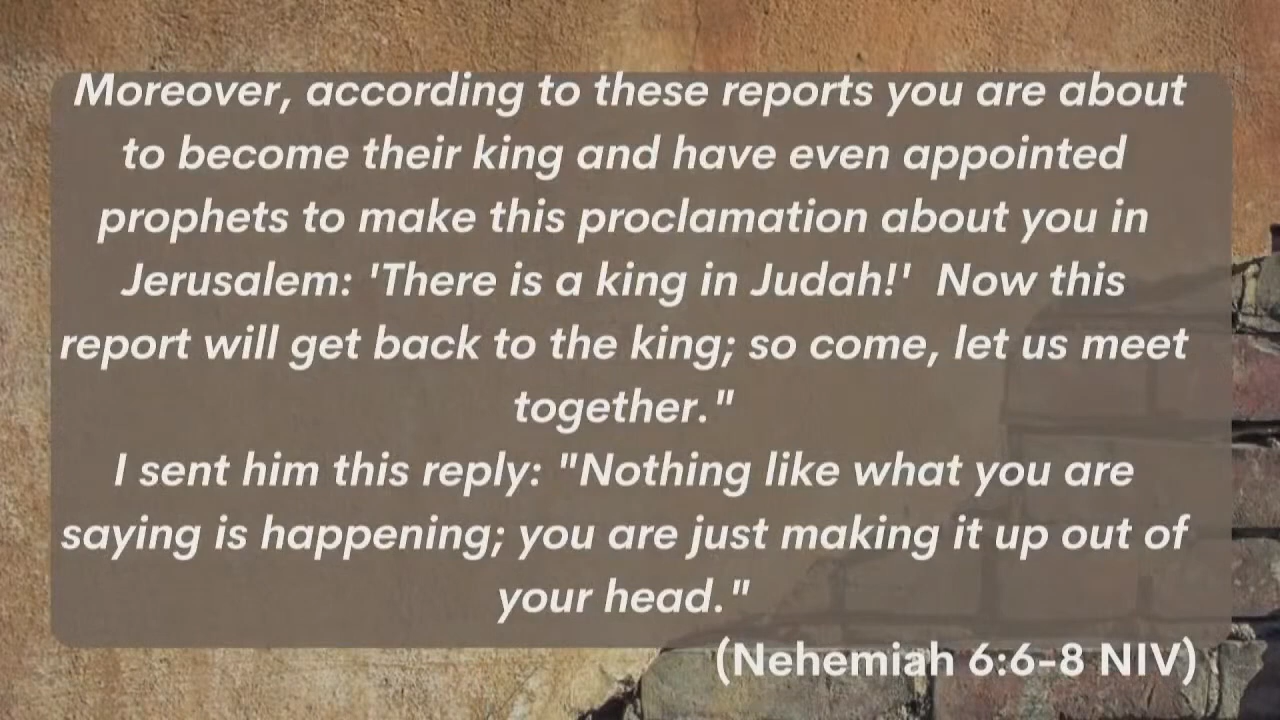 Moreover, according to these reports you are about
to become their king and have even appointed
prophets to make this proclamation about you in
Jerusalem: 'There is a king in Judah!'  Now this
report will get back to the king; so come, let us meet
together."
I sent him this reply: "Nothing like what you are
saying is happening; you are just making it up out of
your head."
(Nehemiah 6:6-8 NIV)